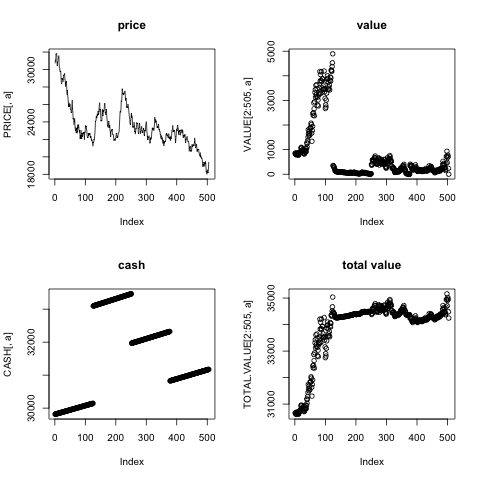 price
PRICE[, a]
18000 24000 30000
0 100 200 300 400 500
Index
value
VALUE[2:505, a]
0 1000 3000 5000
0 100 200 300 400 500
Index
cash
CASH[, a]
30000 32000
0 100 200 300 400 500
Index
total value
TOTAL.VALUE[2:505, a]
31000 33000 35000
0 100 200 300 400 500
Index